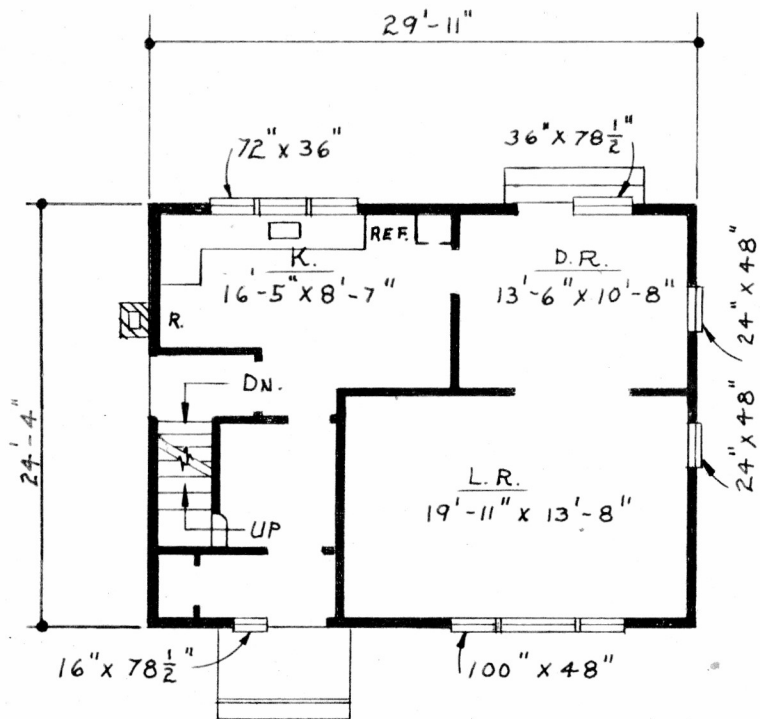 29'-11"
72" x 36"
36" x 78 1/2"
REF.
K.
16'-5" x 8'-7"
D.R.
13'-6" x 10'-8"
R.
24" x 48"
DN.
24'-4"
24" x 48"
L.R.
19'-11" x 13'-8"
UP
16" x 78 1/2"
100" x 48"